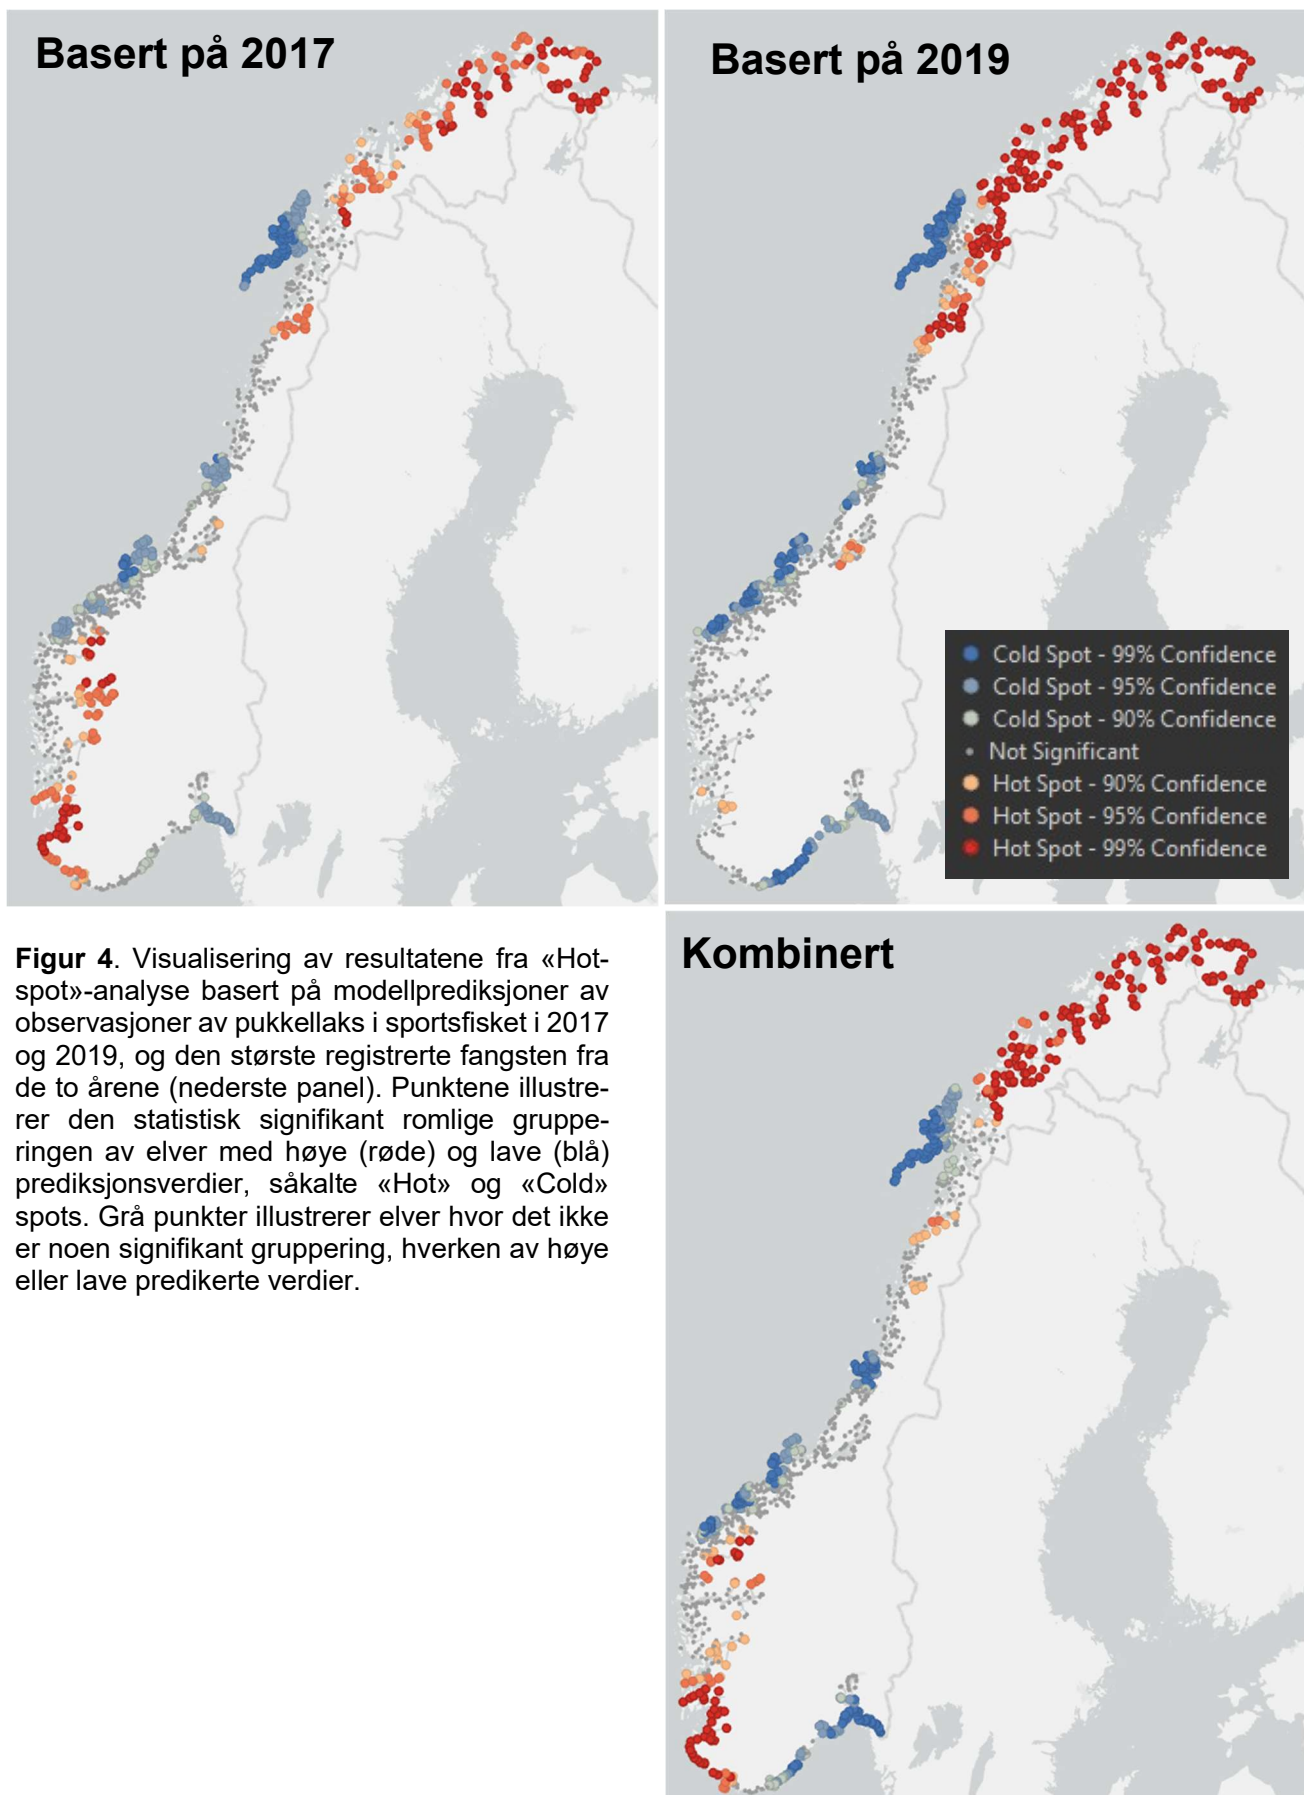 Basert på 2017
Basert på 2019
Cold Spot - 99% Confidence
Cold Spot - 95% Confidence
Cold Spot - 90% Confidence
Not Significant
Hot Spot - 90% Confidence
Hot Spot - 95% Confidence
Hot Spot - 99% Confidence
Figur 4. Visualisering av resultatene fra «Hot-
spot»-analyse basert på modellprediksjoner av
observasjoner av pukkellaks i sportsfisket i 2017
og 2019, og den største registrerte fangsten fra
de to årene (nederste panel). Punktene illustre-
rer den statistisk signifikant romlige gruppe-
ringen av elver med høye (røde) og lave (blå)
prediksjonsverdier, såkalte «Hot» og «Cold»
spots. Grå punkter illustrerer elver hvor det ikke
er noen signifikant gruppering, hverken av høye
eller lave predikerte verdier.
Kombinert